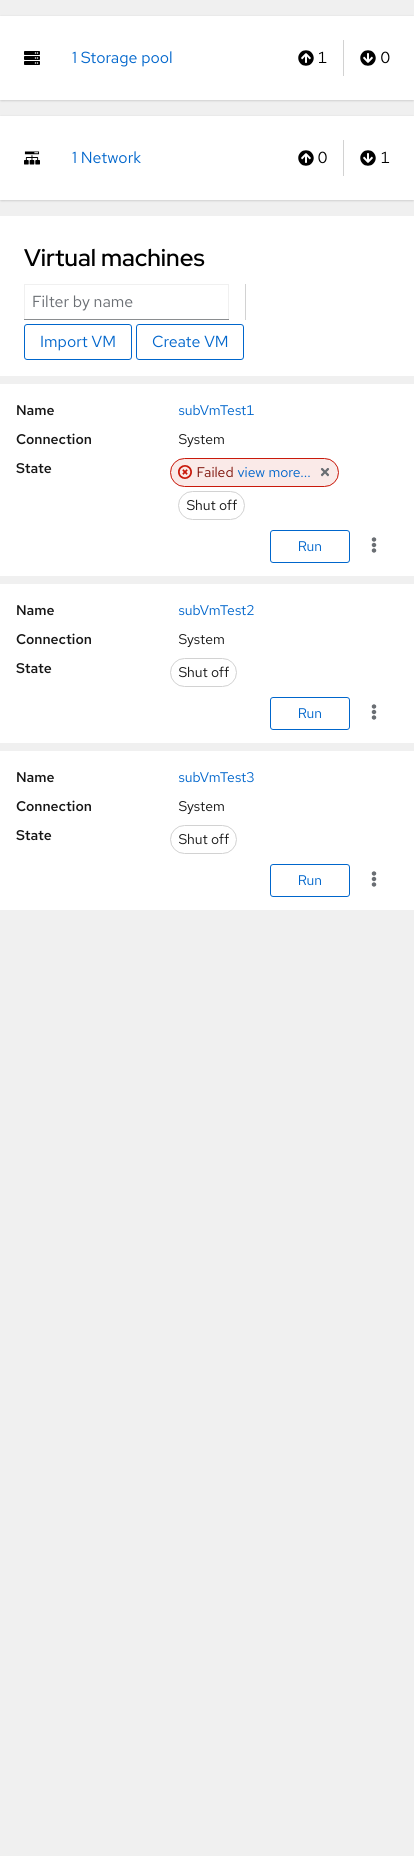 1 Storage pool 1 0
1 Network 0 1
Virtual machines
Filter by name
Import VM Create VM
Name subVmTest1
Connection System
State Failed view more...
Shut off
Run
Name subVmTest2
Connection System
State Shut off
Run
Name subVmTest3
Connection System
State Shut off
Run